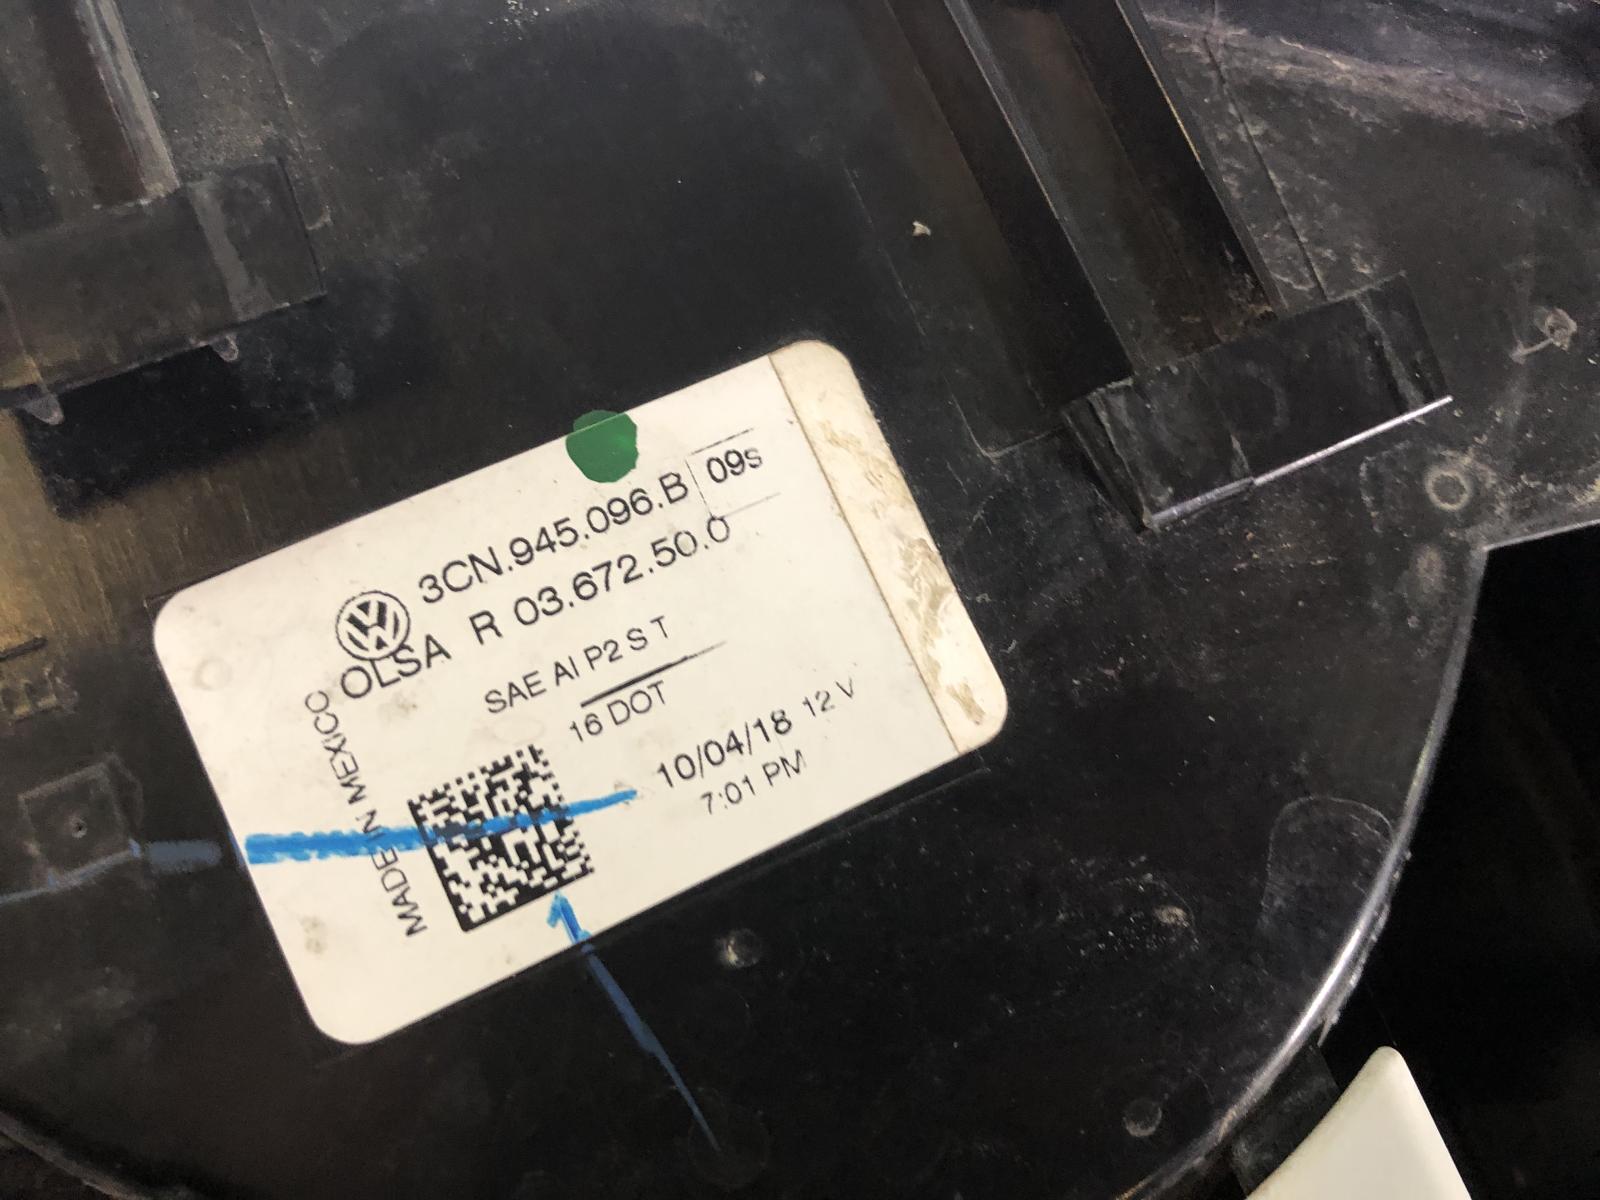 3CN.945.096.B 09s
OLSA R 03.672.50.0
SAE AI P2 S T
16 DOT
10/04/18 12 V
7:01 PM
MADE IN MEXICO